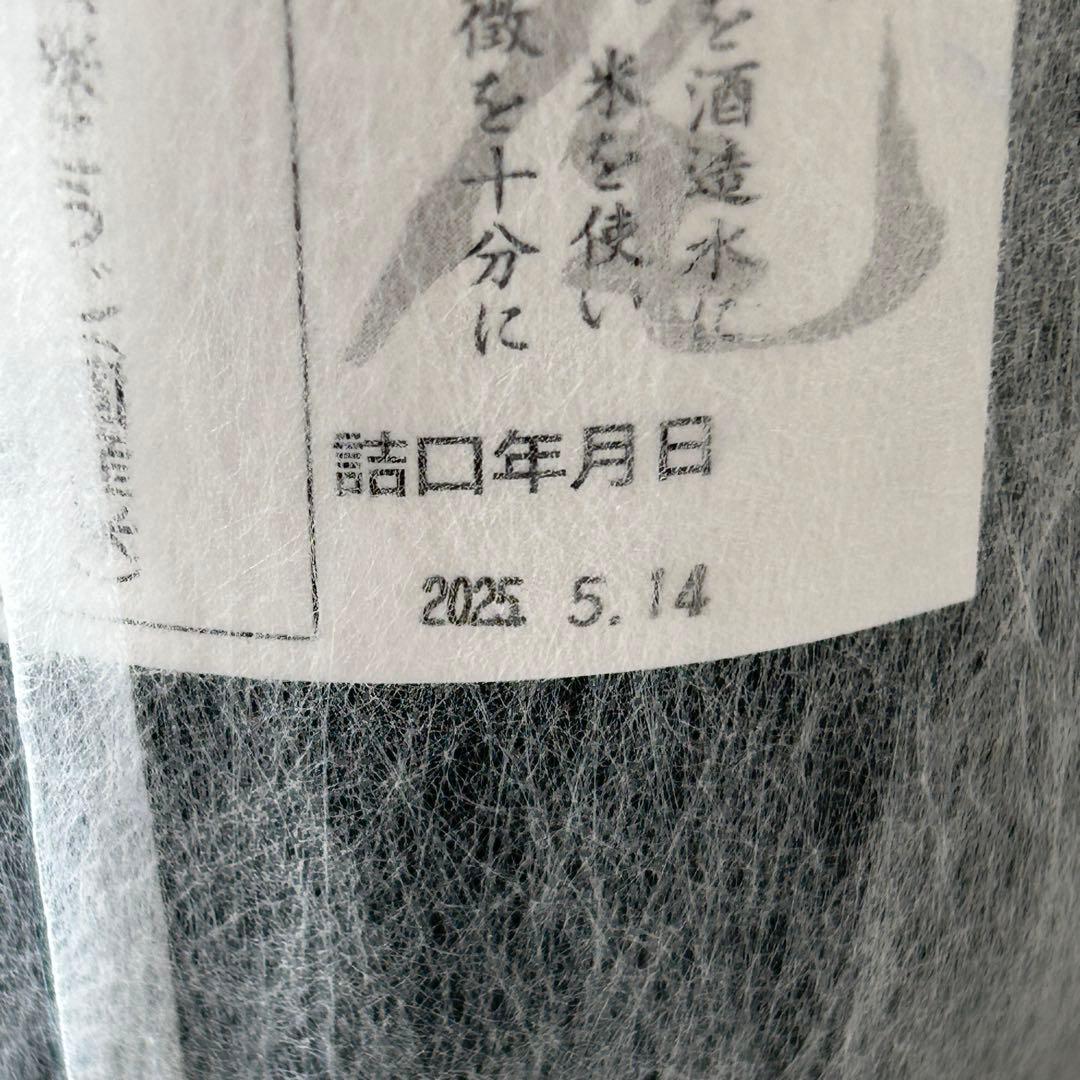 を酒造水に
米を使い
徴を十分に
詰口年月日
2025. 5. 14